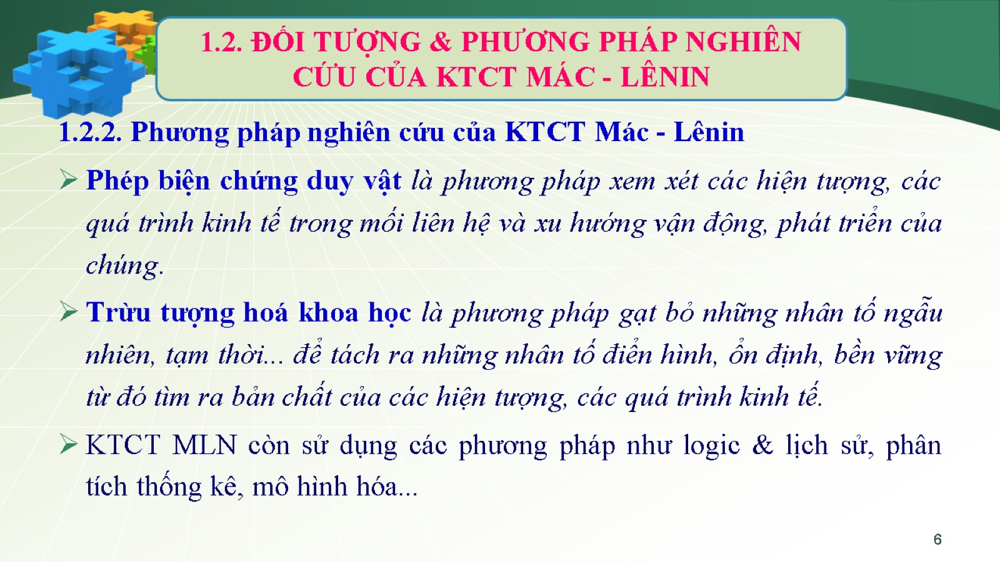 1.2. ĐỐI TƯỢNG & PHƯƠNG PHÁP NGHIÊN
CỨU CỦA KTCT MÁC - LÊNIN
1.2.2. Phương pháp nghiên cứu của KTCT Mác - Lênin
Phép biện chứng duy vật là phương pháp xem xét các hiện tượng, các
quá trình kinh tế trong mối liên hệ và xu hướng vận động, phát triển của
chúng.
Trừu tượng hoá khoa học là phương pháp gạt bỏ những nhân tố ngẫu
nhiên, tạm thời... để tách ra những nhân tố điển hình, ổn định, bền vững
từ đó tìm ra bản chất của các hiện tượng, các quá trình kinh tế.
KTCT MLN còn sử dụng các phương pháp như logic & lịch sử, phân
tích thống kê, mô hình hóa...
6